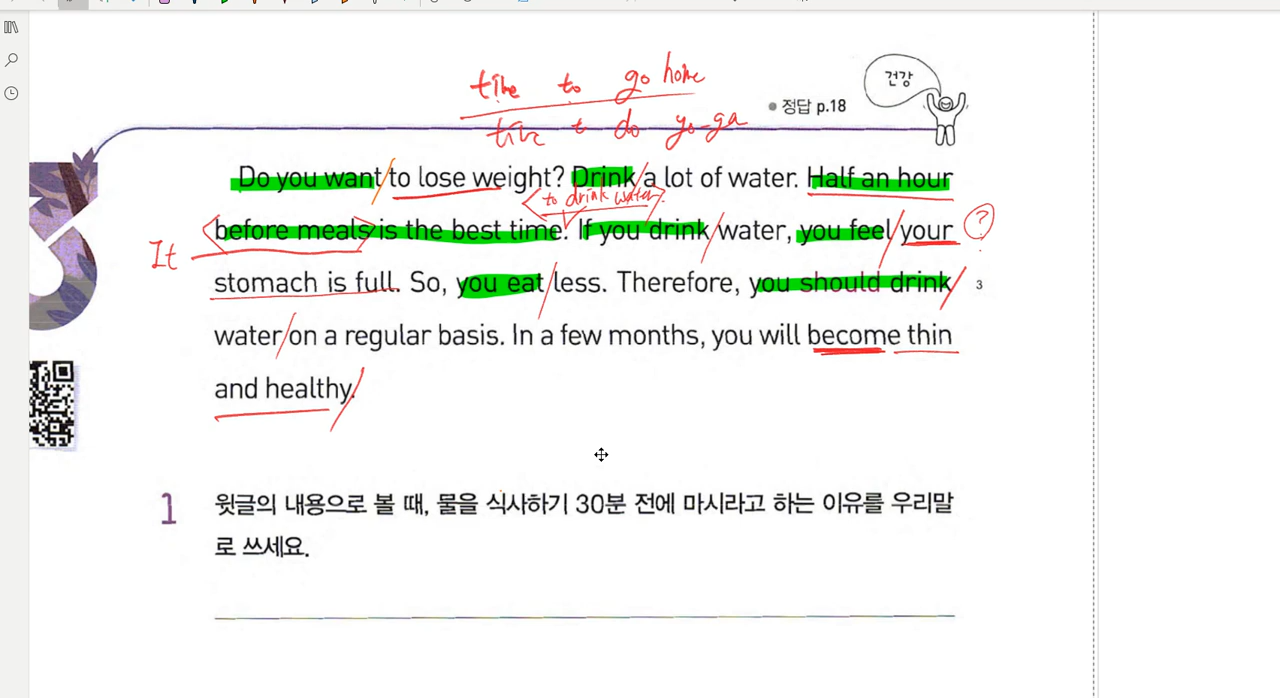 time to go home
건강
정답 p.18
time t do yo-ga
Do you want to lose weight? Drink a lot of water. Half an hour
to drink water
before meals is the best time. If you drink water, you feel your ?
It
stomach is full. So, you eat less. Therefore, you should drink 3
water on a regular basis. In a few months, you will become thin
and healthy.
1 윗글의 내용으로 볼 때, 물을 식사하기 30분 전에 마시라고 하는 이유를 우리말
로 쓰세요.